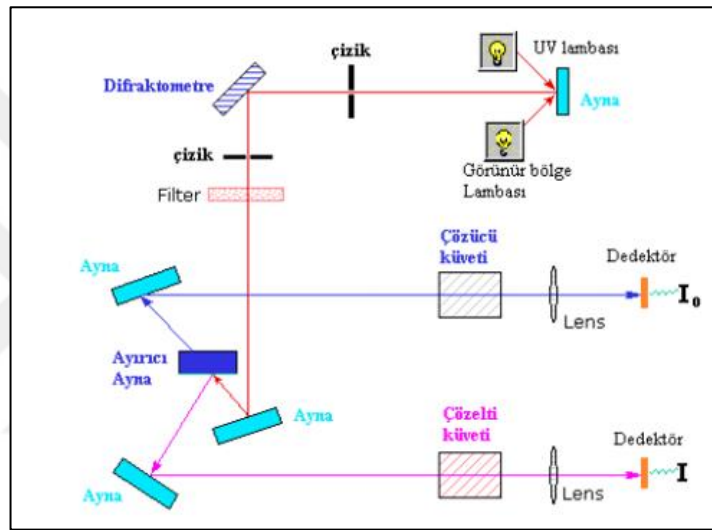 UV lambası
çizik
Difraktometre
Ayna
çizik
Görünür bölge
Lambası
Filter
Çözücü
küveti
Dedektör
Ayna
I₀
Lens
Ayırıcı
Ayna
Ayna
Çözelti
küveti
Dedektör
I
Lens
Ayna